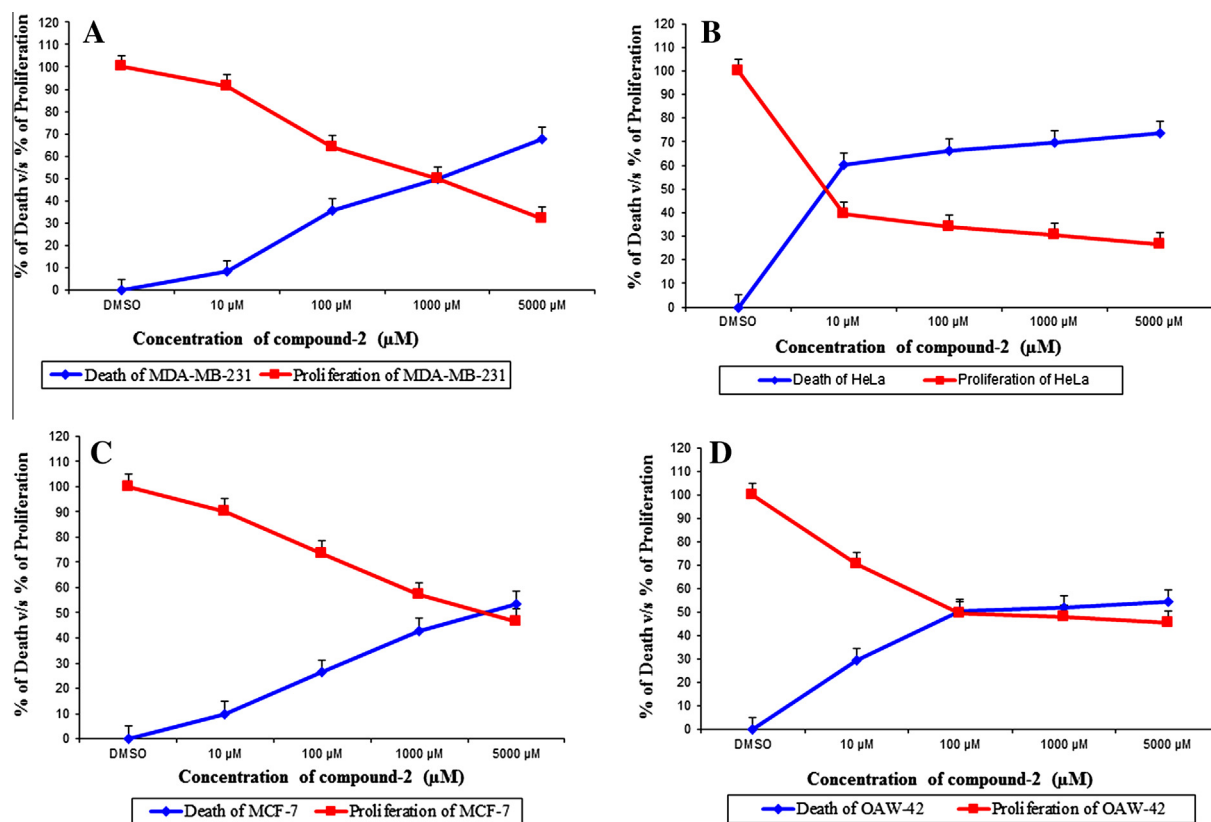 A
% of Death v/s % of Proliferation
120
110
100
90
80
70
60
50
40
30
20
10
0
DMSO 10 µM 100 µM 1000 µM 5000 µM
Concentration of compound-2 (µM)
Death of MDA-MB-231 Proliferation of MDA-MB-231
B
% of Death v/s % of Proliferation
120
110
100
90
80
70
60
50
40
30
20
10
0
DMSO 10 µM 100 µM 1000 µM 5000 µM
Concentration of compound-2 (µM)
Death of HeLa Proliferation of HeLa
C
% of Death v/s % of Proliferation
120
110
100
90
80
70
60
50
40
30
20
10
0
DMSO 10 µM 100 µM 1000 µM 5000 µM
Concentration of compound-2 (µM)
Death of MCF-7 Proliferation of MCF-7
D
% of Death v/s % of Proliferation
120
110
100
90
80
70
60
50
40
30
20
10
0
DMSO 10 µM 100 µM 1000 µM 5000 µM
Concentration of compound-2 (µM)
Death of OAW-42 Proliferation of OAW-42